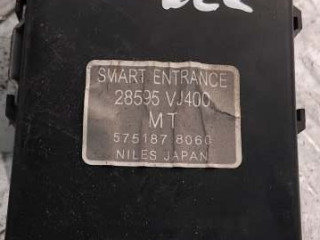 SMART ENTRANCE
28595 VJ400
MT
575187 8060
NILES JAPAN